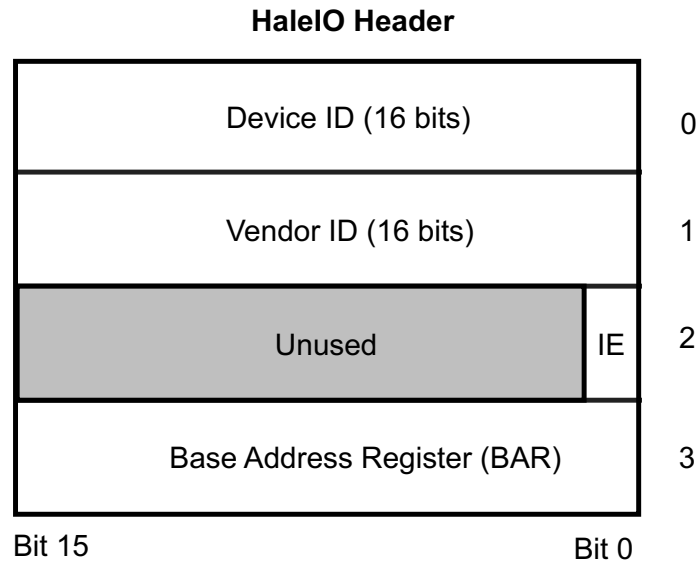 HaleIO Header
Device ID (16 bits)
0
Vendor ID (16 bits)
1
Unused
IE
2
Base Address Register (BAR)
3
Bit 15
Bit 0